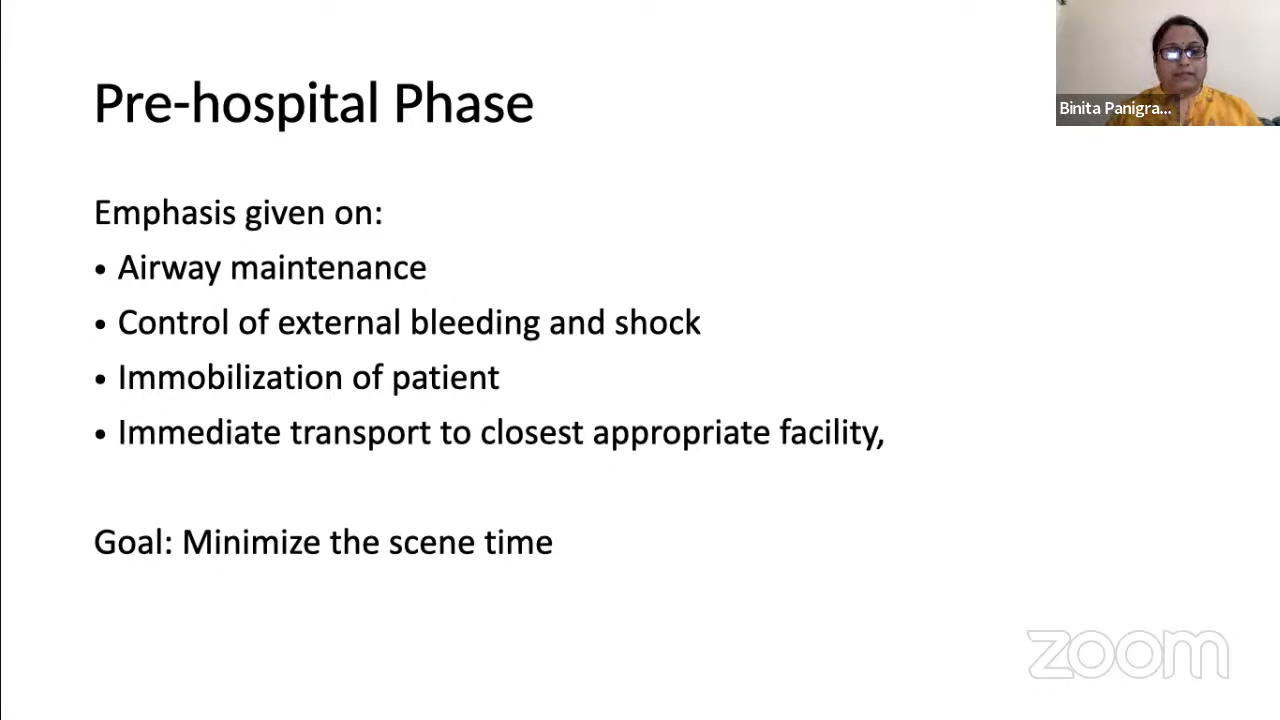 Pre-hospital Phase
Binita Panigra...
Emphasis given on:
• Airway maintenance
• Control of external bleeding and shock
• Immobilization of patient
• Immediate transport to closest appropriate facility,
Goal: Minimize the scene time
zoom